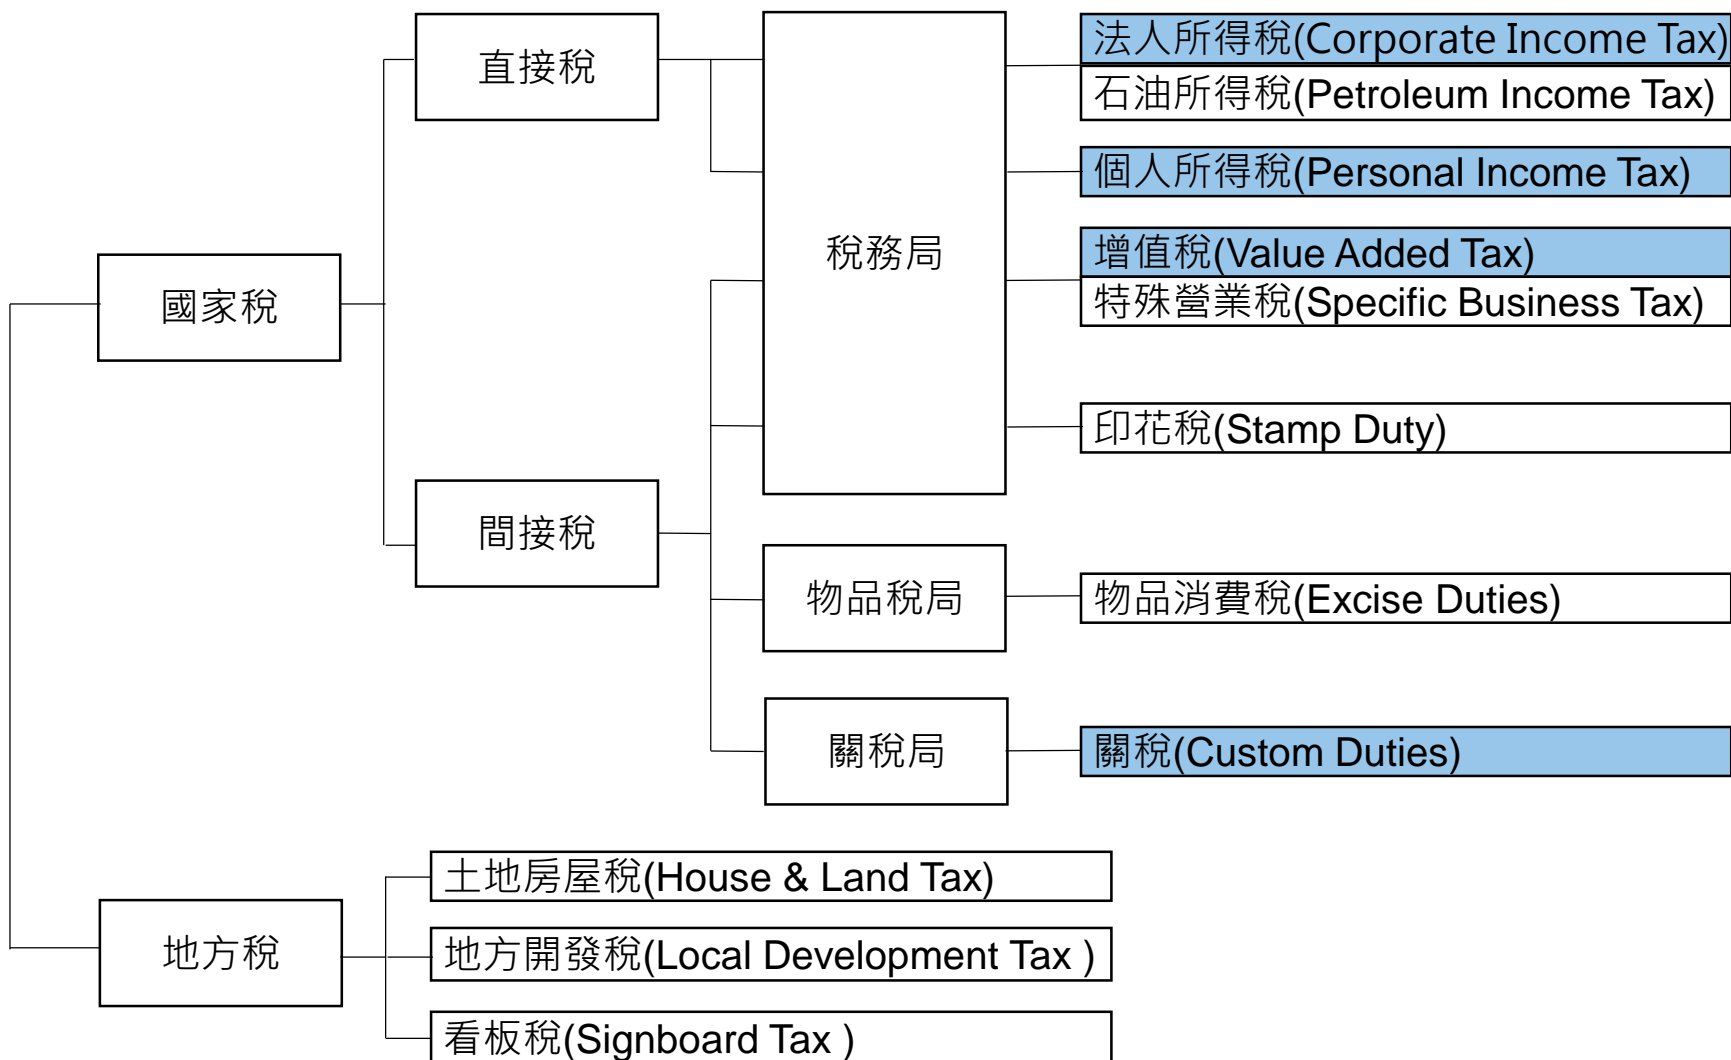 法人所得稅(Corporate Income Tax)
直接稅
石油所得稅(Petroleum Income Tax)
個人所得稅(Personal Income Tax)
稅務局
增值稅(Value Added Tax)
國家稅
特殊營業稅(Specific Business Tax)
印花稅(Stamp Duty)
間接稅
物品稅局
物品消費稅(Excise Duties)
關稅局
關稅(Custom Duties)
土地房屋稅(House & Land Tax)
地方稅
地方開發稅(Local Development Tax )
看板稅(Signboard Tax )